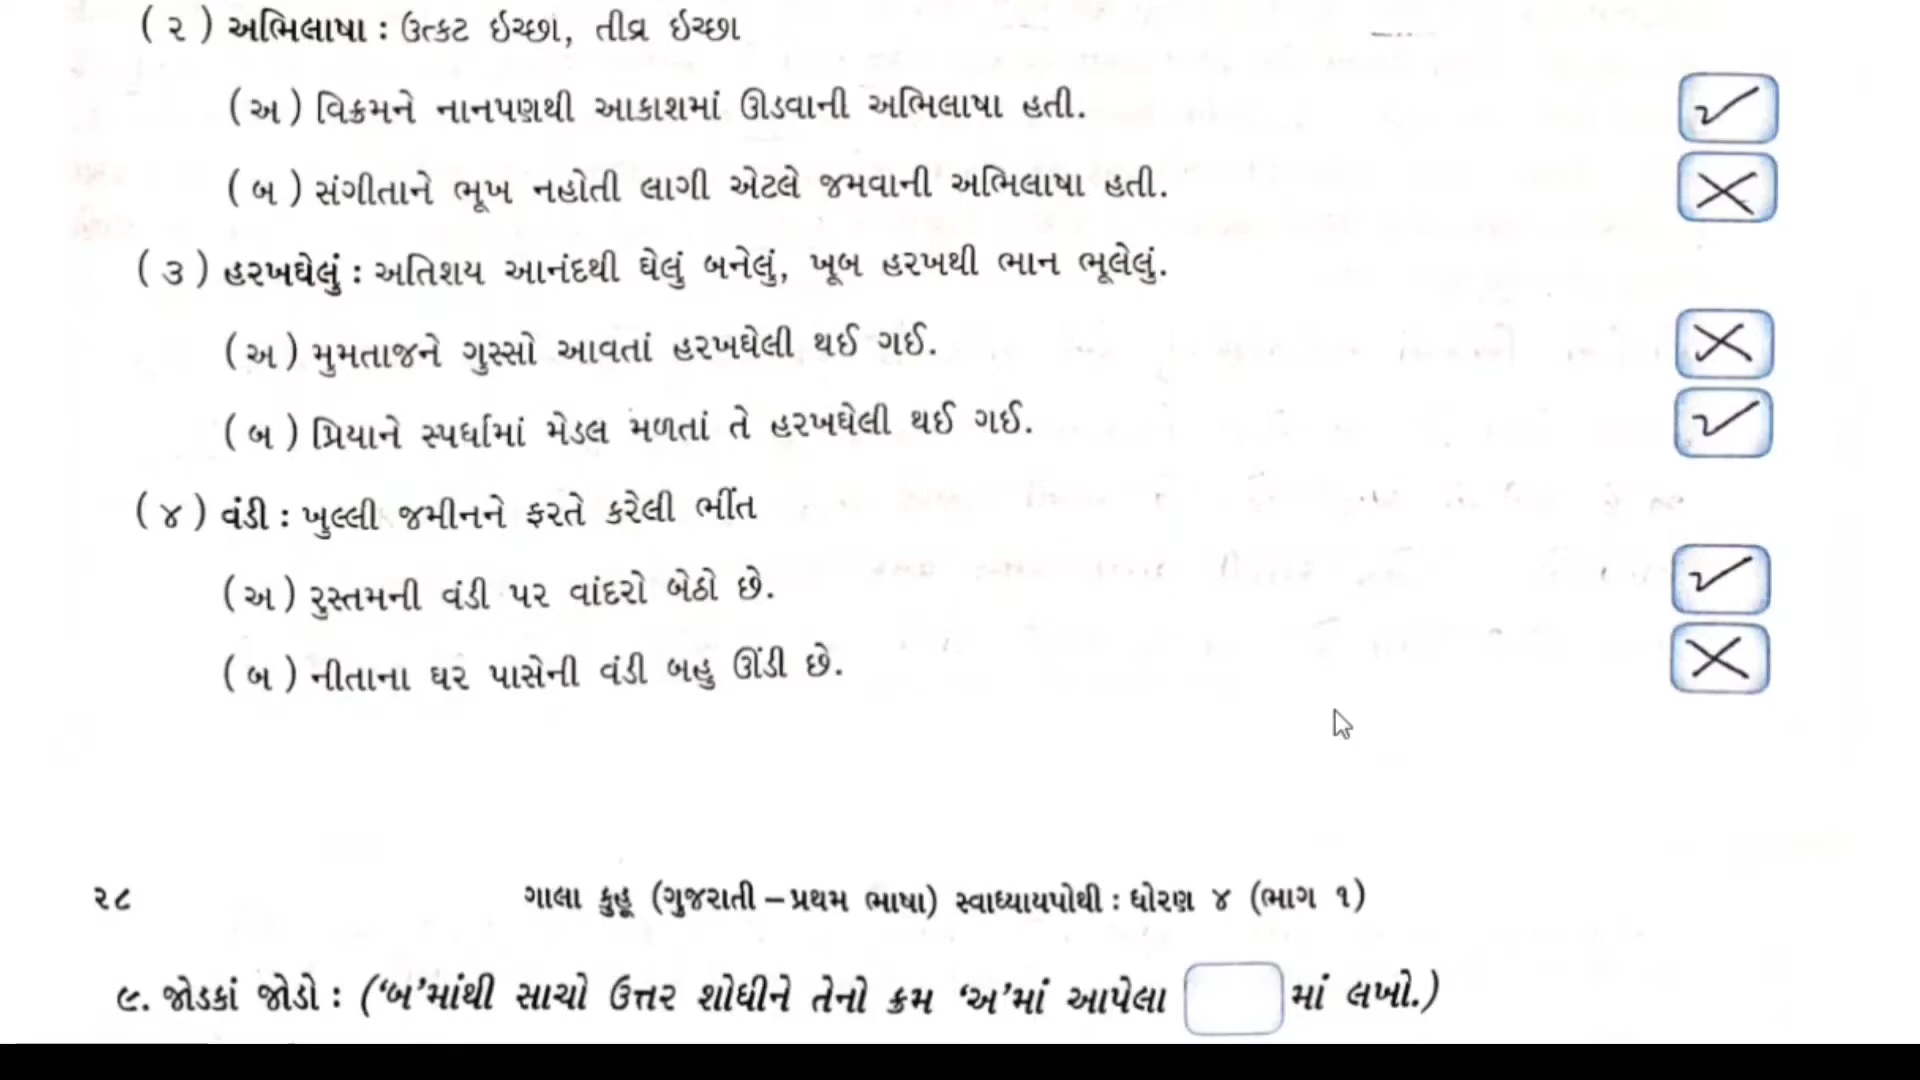 (૨) અભિલાષા : ઉત્કટ ઇચ્છા, તીવ્ર ઇચ્છા
(અ) વિક્રમને નાનપણથી આકાશમાં ઊડવાની અભિલાષા હતી. ✓
(બ) સંગીતાને ભૂખ નહોતી લાગી એટલે જમવાની અભિલાષા હતી. ✗
(૩) હરખઘેલું : અતિશય આનંદથી ઘેલું બનેલું, ખૂબ હરખથી ભાન ભૂલેલું.
(અ) મુમતાજને ગુસ્સો આવતાં હરખઘેલી થઈ ગઈ. ✗
(બ) પ્રિયાને સ્પર્ધામાં મેડલ મળતાં તે હરખઘેલી થઈ ગઈ. ✓
(૪) વંડી : ખુલ્લી જમીનને ફરતે કરેલી ભીંત
(અ) રુસ્તમની વંડી પર વાંદરો બેઠો છે. ✓
(બ) નીતાના ઘર પાસેની વંડી બહુ ઊંડી છે. ✗
૨૮ ગાલા કુહૂ (ગુજરાતી – પ્રથમ ભાષા) સ્વાધ્યાયપોથી : ધોરણ ૪ (ભાગ ૧)
૯. જોડકાં જોડો : (‘બ’માંથી સાચો ઉત્તર શોધીને તેનો ક્રમ ‘અ’માં આપેલા માં લખો.)